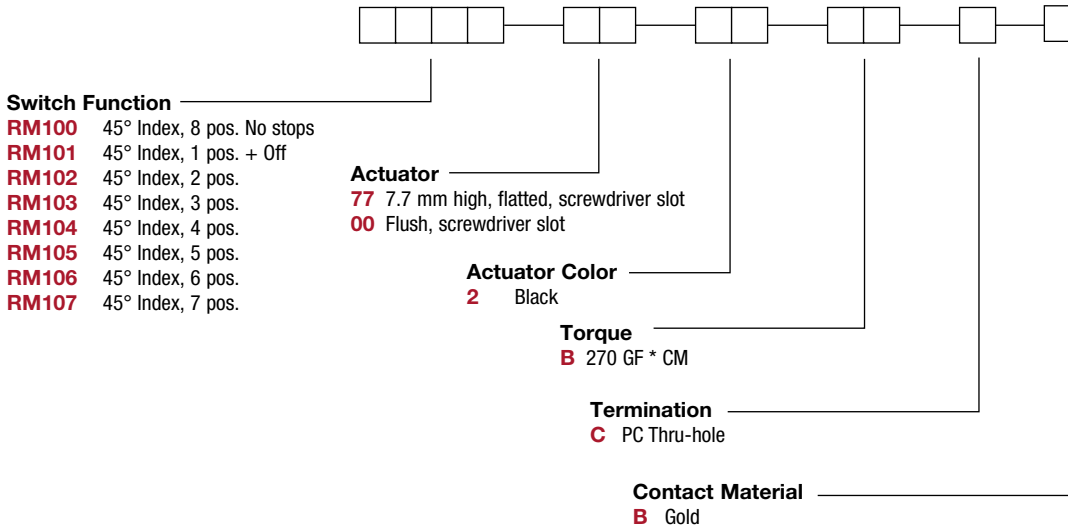 Switch Function
RM100 45° Index, 8 pos. No stops
RM101 45° Index, 1 pos. + Off
RM102 45° Index, 2 pos.
RM103 45° Index, 3 pos.
RM104 45° Index, 4 pos.
RM105 45° Index, 5 pos.
RM106 45° Index, 6 pos.
RM107 45° Index, 7 pos.
Actuator
77 7.7 mm high, flatted, screwdriver slot
00 Flush, screwdriver slot
Actuator Color
2 Black
Torque
B 270 GF * CM
Termination
C PC Thru-hole
Contact Material
B Gold